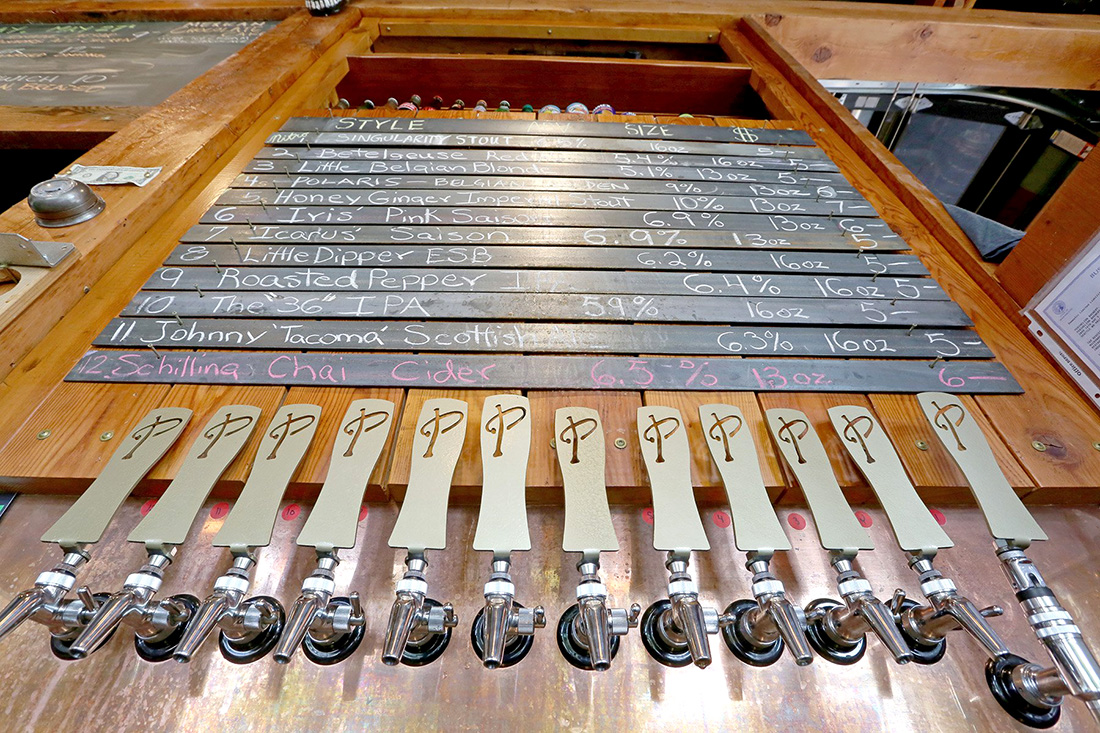 STYLE ABV SIZE $
SINGULARITY STOUT % 16oz 5-
2 Betelgeuse Red 5.4% 16oz 5-
3 Little Belgian Blond 5.1% 13oz 5-
4 POLARIS BELGIAN 9% 13oz 6-
5 Honey Ginger Imperial Stout 10% 13oz 7-
6 Iris' Pink Saison 6.9% 13oz 6-
7 Icarus' Saison 6.9% 13oz 5-
8 Little Dipper ESB 6.2% 16oz 5-
9 Roasted Pepper 6.4% 16oz 5-
10 The "36" IPA 59% 16oz 5-
11 Johnny 'Tacoma' Scottish 6.3% 16oz 5-
12 Schilling Chai Cider 6.5 % 13oz. 6-